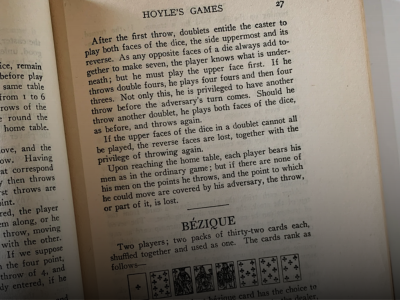 ice, remain
before play
same table
from 1 to 6
rows of the
e round the
home table.
ove, and the
w. Having
at correspond
y then throws
rst throws are
point.
red, the player
em along, or he
throw, moving
with the other.
If we suppose
the four point,
throw of 4, and
ly entered, if he
HOYLE'S GAMES 27
After the first throw, doublets entitle the caster to
play both faces of the dice, the side uppermost and its
reverse. As any opposite faces of a die always add to-
gether to make seven, the player knows what is under-
neath; but he must play the upper face first. If he
throws double fours, he plays four fours and then four
threes. Not only this, he is privileged to have another
throw before the adversary's turn comes. Should he
throw another doublet, he plays both faces of the dice,
as before, and throws again.
If the upper faces of the dice in a doublet cannot all
be played, the reverse faces are lost, together with the
privilege of throwing again.
Upon reaching the home table, each player bears his
men as in the ordinary game; but if there are none of
his men on the points he throws, and the point to which
he could move are covered by his adversary, the throw,
or part of it, is lost.
BÉZIQUE
Two players; two packs of thirty-two cards each,
shuffled together and used as one. The cards rank as
follows—
card has the choice to